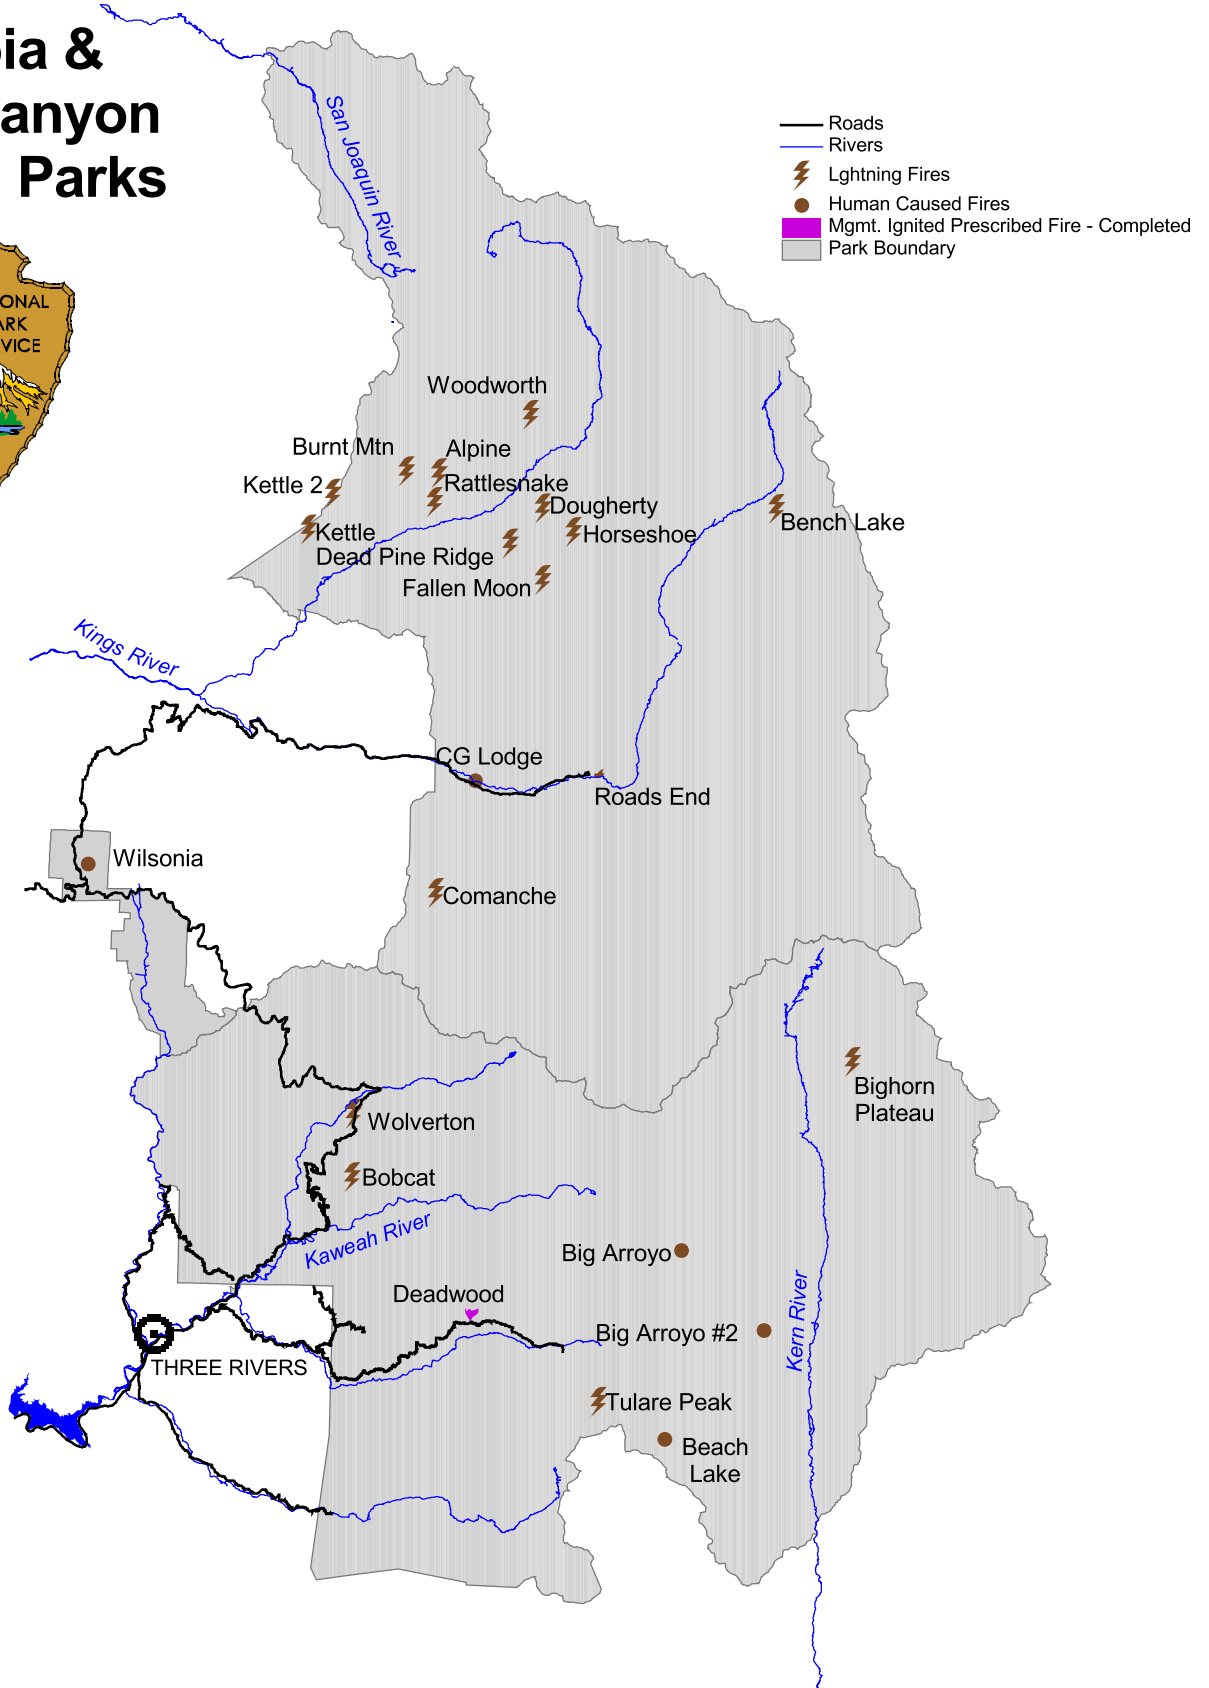 ia &
anyon
Parks
ONAL
ARK
VICE
Roads
Rivers
Lghtning Fires
Human Caused Fires
Mgmt. Ignited Prescribed Fire - Completed
Park Boundary
San Joaquin River
Woodworth
Burnt Mtn
Alpine
Kettle 2
Rattlesnake
Dougherty
Bench Lake
Kettle
Horseshoe
Dead Pine Ridge
Fallen Moon
Kings River
CG Lodge
Roads End
Wilsonia
Comanche
Bighorn
Plateau
Wolverton
Bobcat
Kaweah River
Big Arroyo
Deadwood
Big Arroyo #2
Kern River
THREE RIVERS
Tulare Peak
Beach
Lake